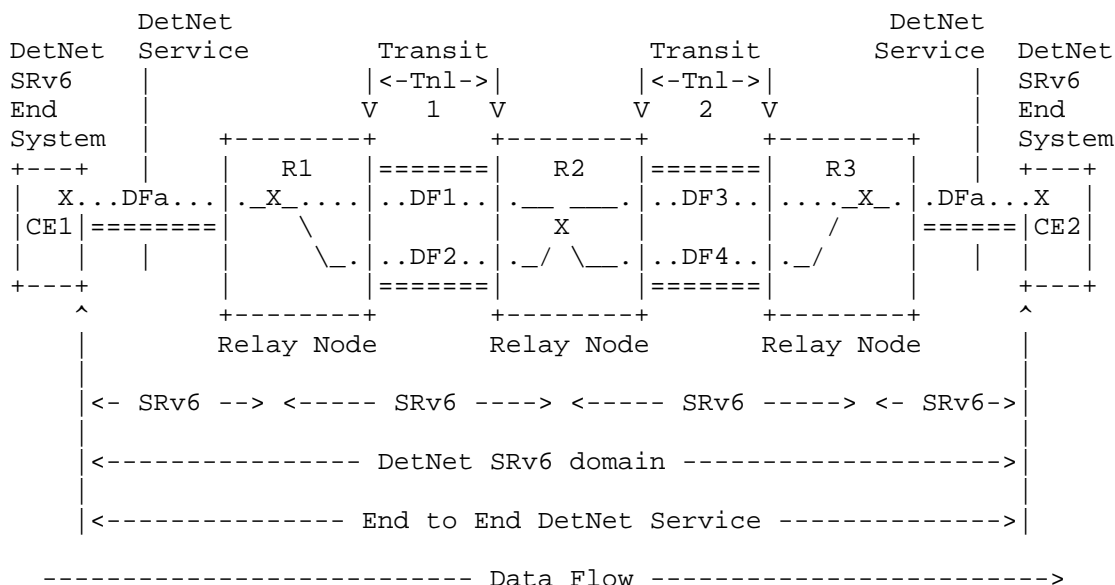 DetNet                                             DetNet
DetNet  Service         Transit          Transit        Service  DetNet
SRv6       |            |<-Tnl->|        |<-Tnl->|            |    SRv6
End        |            V   1   V        V   2   V            |    End
System     |   +--------+       +--------+       +--------+   |    System
+---+      |   |   R1   |=======|   R2   |=======|   R3   |   |    +---+
|   X...DFa...|._X_....|..DF1..|.__ ___.|..DF3..|...._X_.|.DFa...X   |
|CE1|========|    \   |       |   X    |       |   /    |======|CE2|
|   |    |    |     \_.|..DF2..|._/ \__.|..DF4..|._/     |    |  |   |
+---+         |        |=======|        |=======|        |       +---+
    ^         +--------+       +--------+       +--------+       ^
    |         Relay Node       Relay Node       Relay Node       |
    |                                                            |
    |<- SRv6 --> <----- SRv6 ----> <----- SRv6 -----> <- SRv6->|
    |                                                            |
    |<---------------- DetNet SRv6 domain -------------------->|
    |                                                            |
    |<--------------- End to End DetNet Service -------------->|
 -------------------------- Data Flow ------------------------->